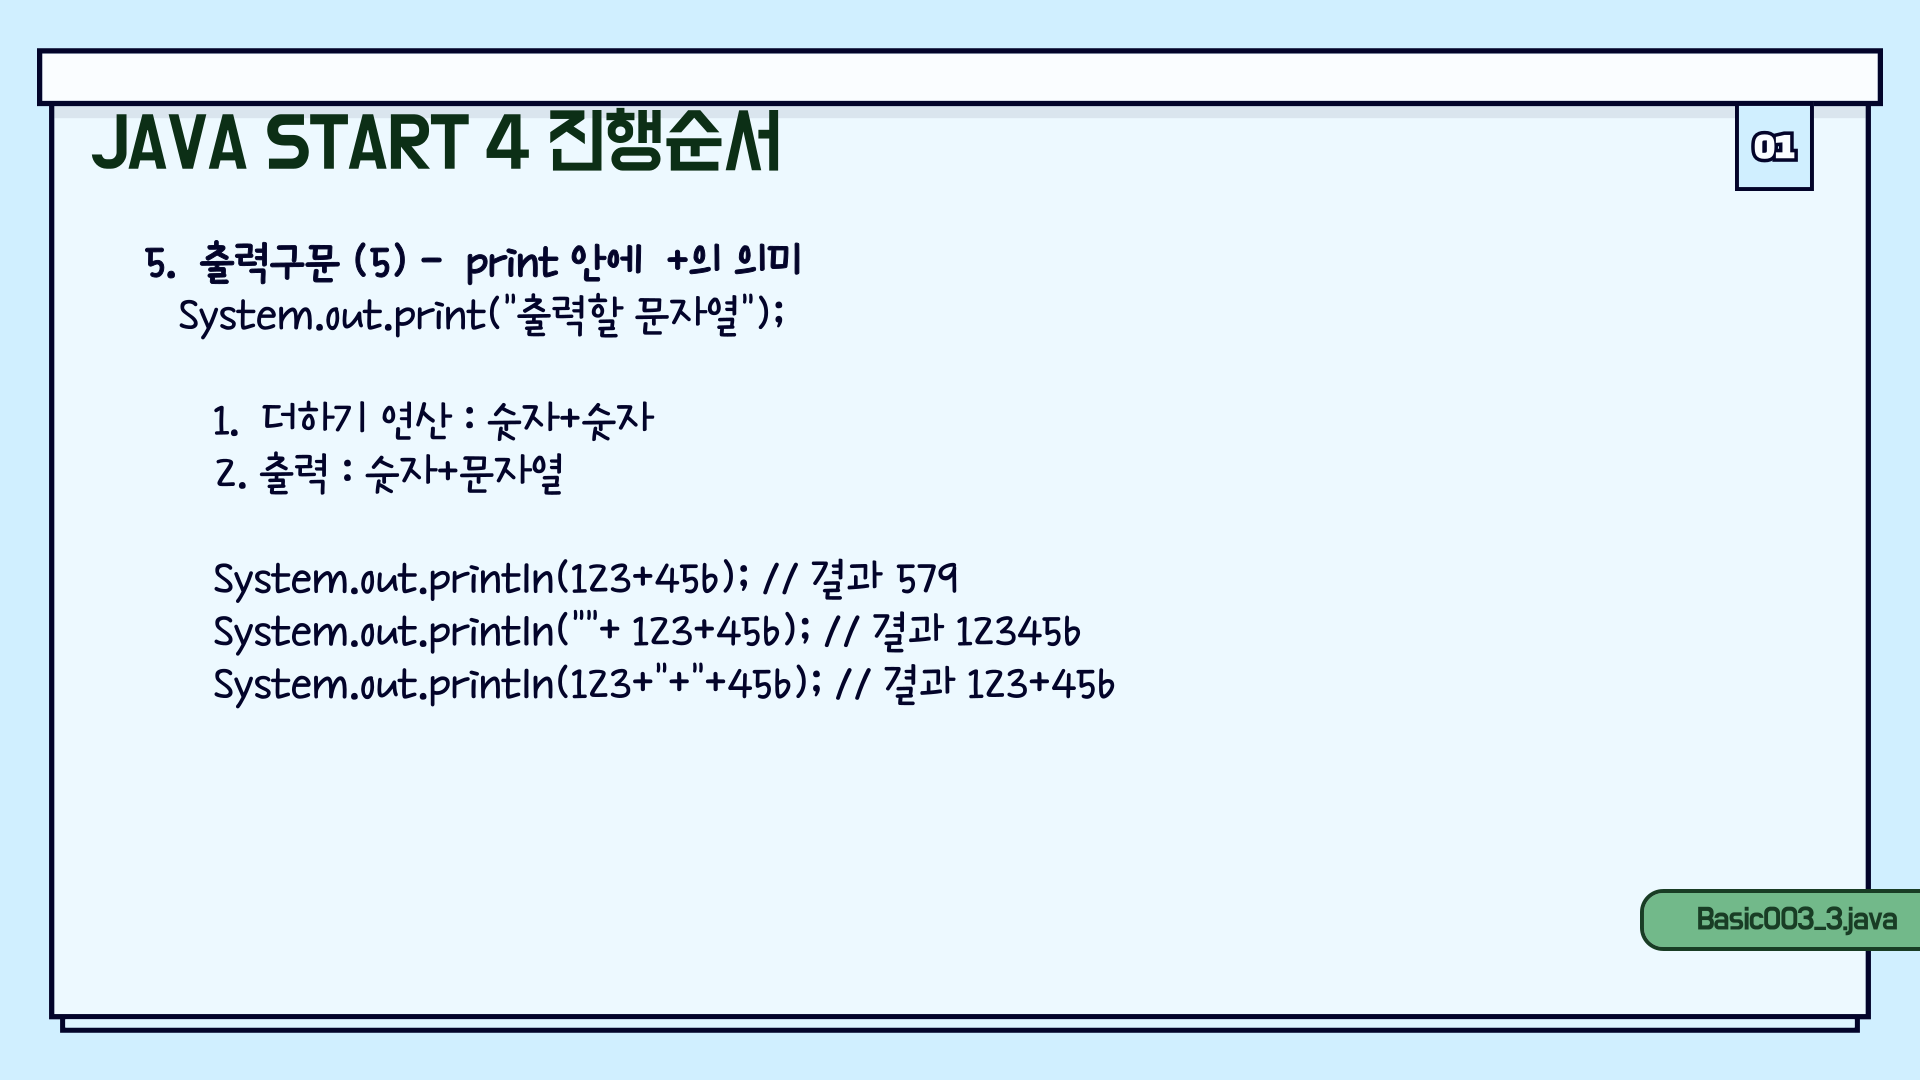 JAVA START 4 진행순서
01
5. 출력구문 (5) - print 안에 +의 의미
System.out.print("출력할 문자열");
1. 더하기 연산 : 숫자+숫자
2. 출력 : 숫자+문자열
System.out.println(123+456); // 결과 579
System.out.println(""+ 123+456); // 결과 123456
System.out.println(123+"+"+456); // 결과 123+456
Basic003_3.java